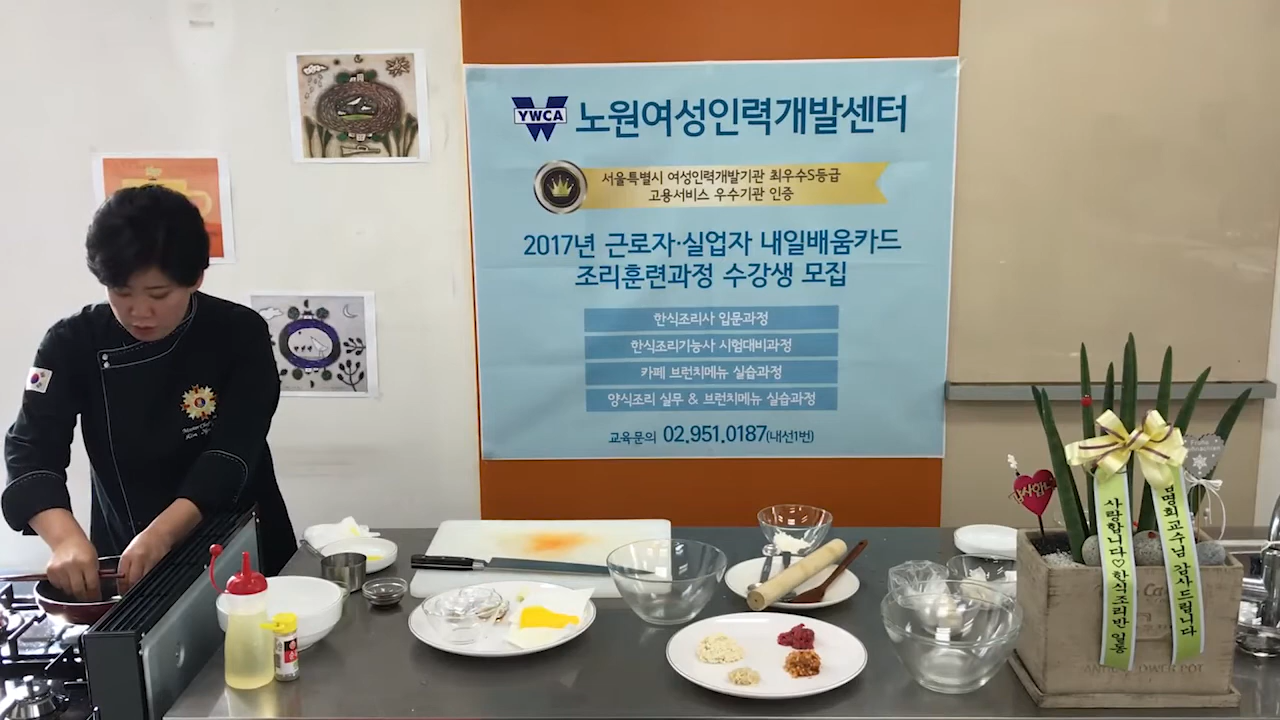 YWCA
노원여성인력개발센터
서울특별시 여성인력개발기관 최우수S등급
고용서비스 우수기관 인증
2017년 근로자·실업자 내일배움카드
조리훈련과정 수강생 모집
한식조리사 입문과정
한식조리기능사 시험대비과정
카페 브런치메뉴 실습과정
양식조리 실무 & 브런치메뉴 실습과정
교육문의 02.951.0187(내선1번)
사랑합니다♡한식조리반 일동
명회 교수님 감사드립니다